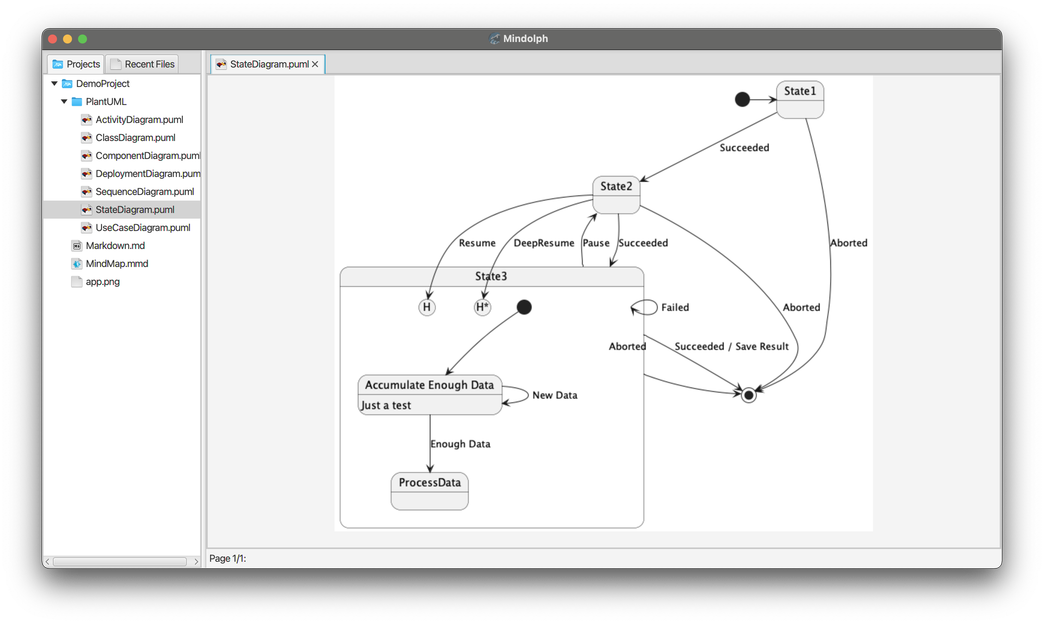 Mindolph
Projects
Recent Files
StateDiagram.puml
DemoProject
PlantUML
ActivityDiagram.puml
ClassDiagram.puml
ComponentDiagram.puml
DeploymentDiagram.pum
SequenceDiagram.puml
StateDiagram.puml
UseCaseDiagram.puml
Markdown.md
MindMap.mmd
app.png
State1
Succeeded
State2
Resume
DeepResume
Pause
Succeeded
Aborted
State3
H
H*
Failed
Aborted
Aborted
Succeeded / Save Result
Accumulate Enough Data
Just a test
New Data
Enough Data
ProcessData
Page 1/1: